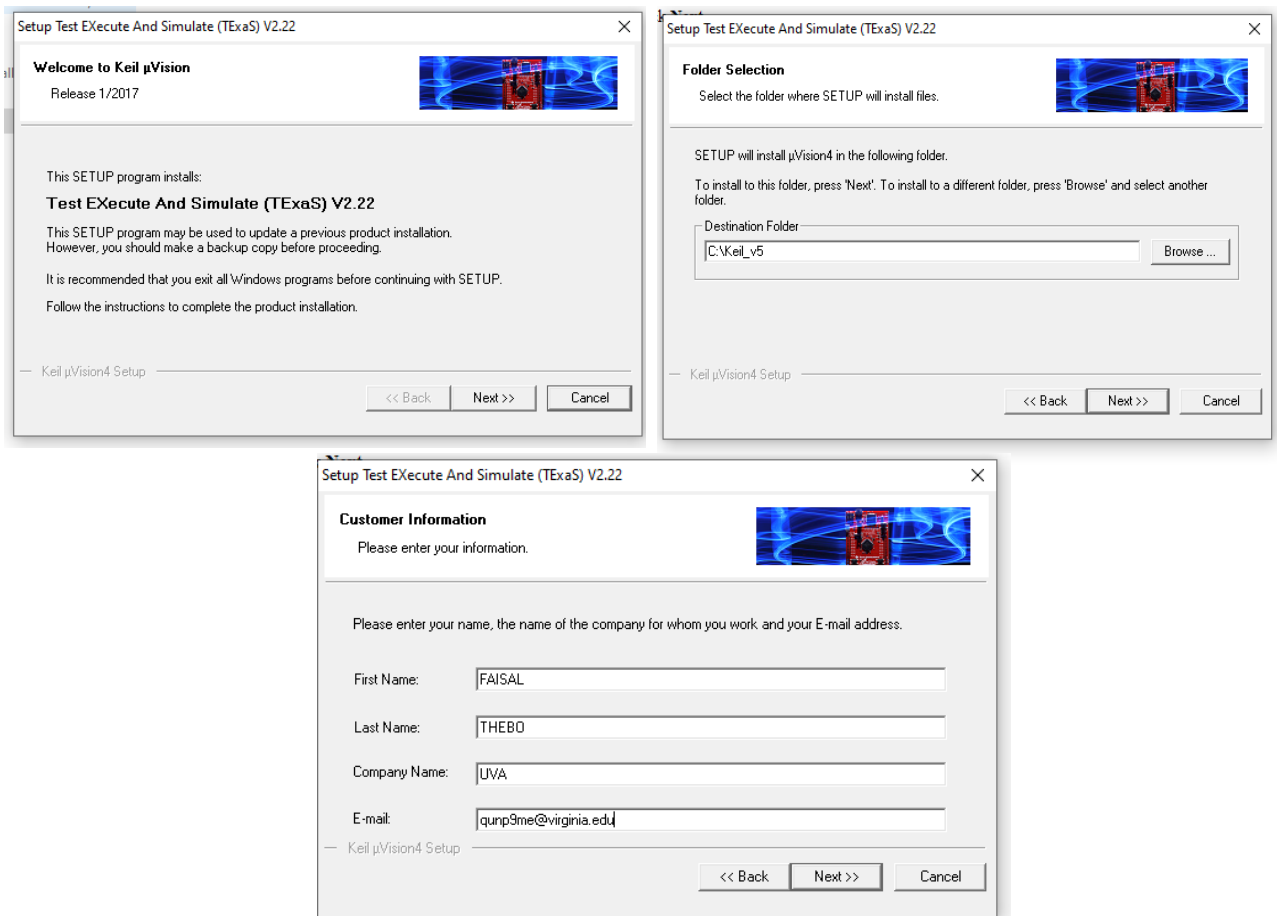 Setup Test EXecute And Simulate (TExaS) V2.22
Welcome to Keil µVision
Release 1/2017
This SETUP program installs:
Test EXecute And Simulate (TExaS) V2.22
This SETUP program may be used to update a previous product installation.
However, you should make a backup copy before proceeding.
It is recommended that you exit all Windows programs before continuing with SETUP.
Follow the instructions to complete the product installation.
Keil µVision4 Setup
<< Back
Next >>
Cancel
Setup Test EXecute And Simulate (TExaS) V2.22
Folder Selection
Select the folder where SETUP will install files.
SETUP will install µVision4 in the following folder.
To install to this folder, press 'Next'. To install to a different folder, press 'Browse' and select another
folder.
Destination Folder
C:\Keil_v5
Browse ...
Keil µVision4 Setup
<< Back
Next >>
Cancel
Setup Test EXecute And Simulate (TExaS) V2.22
Customer Information
Please enter your information.
Please enter your name, the name of the company for whom you work and your E-mail address.
First Name:
FAISAL
Last Name:
THEBO
Company Name:
UVA
E-mail:
qunp9me@virginia.edu
Keil µVision4 Setup
<< Back
Next >>
Cancel